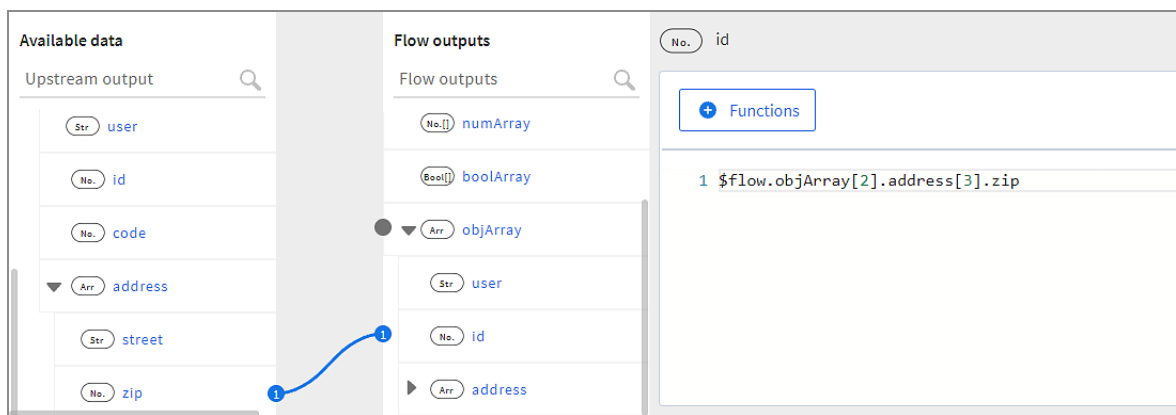 Available data
Upstream output
Str user
No. id
No. code
Arr address
Str street
No. zip
1
Flow outputs
Flow outputs
No.[] numArray
Bool[] boolArray
Arr objArray
Str user
1
No. id
Arr address
No. id
Functions
1 $flow.objArray[2].address[3].zip